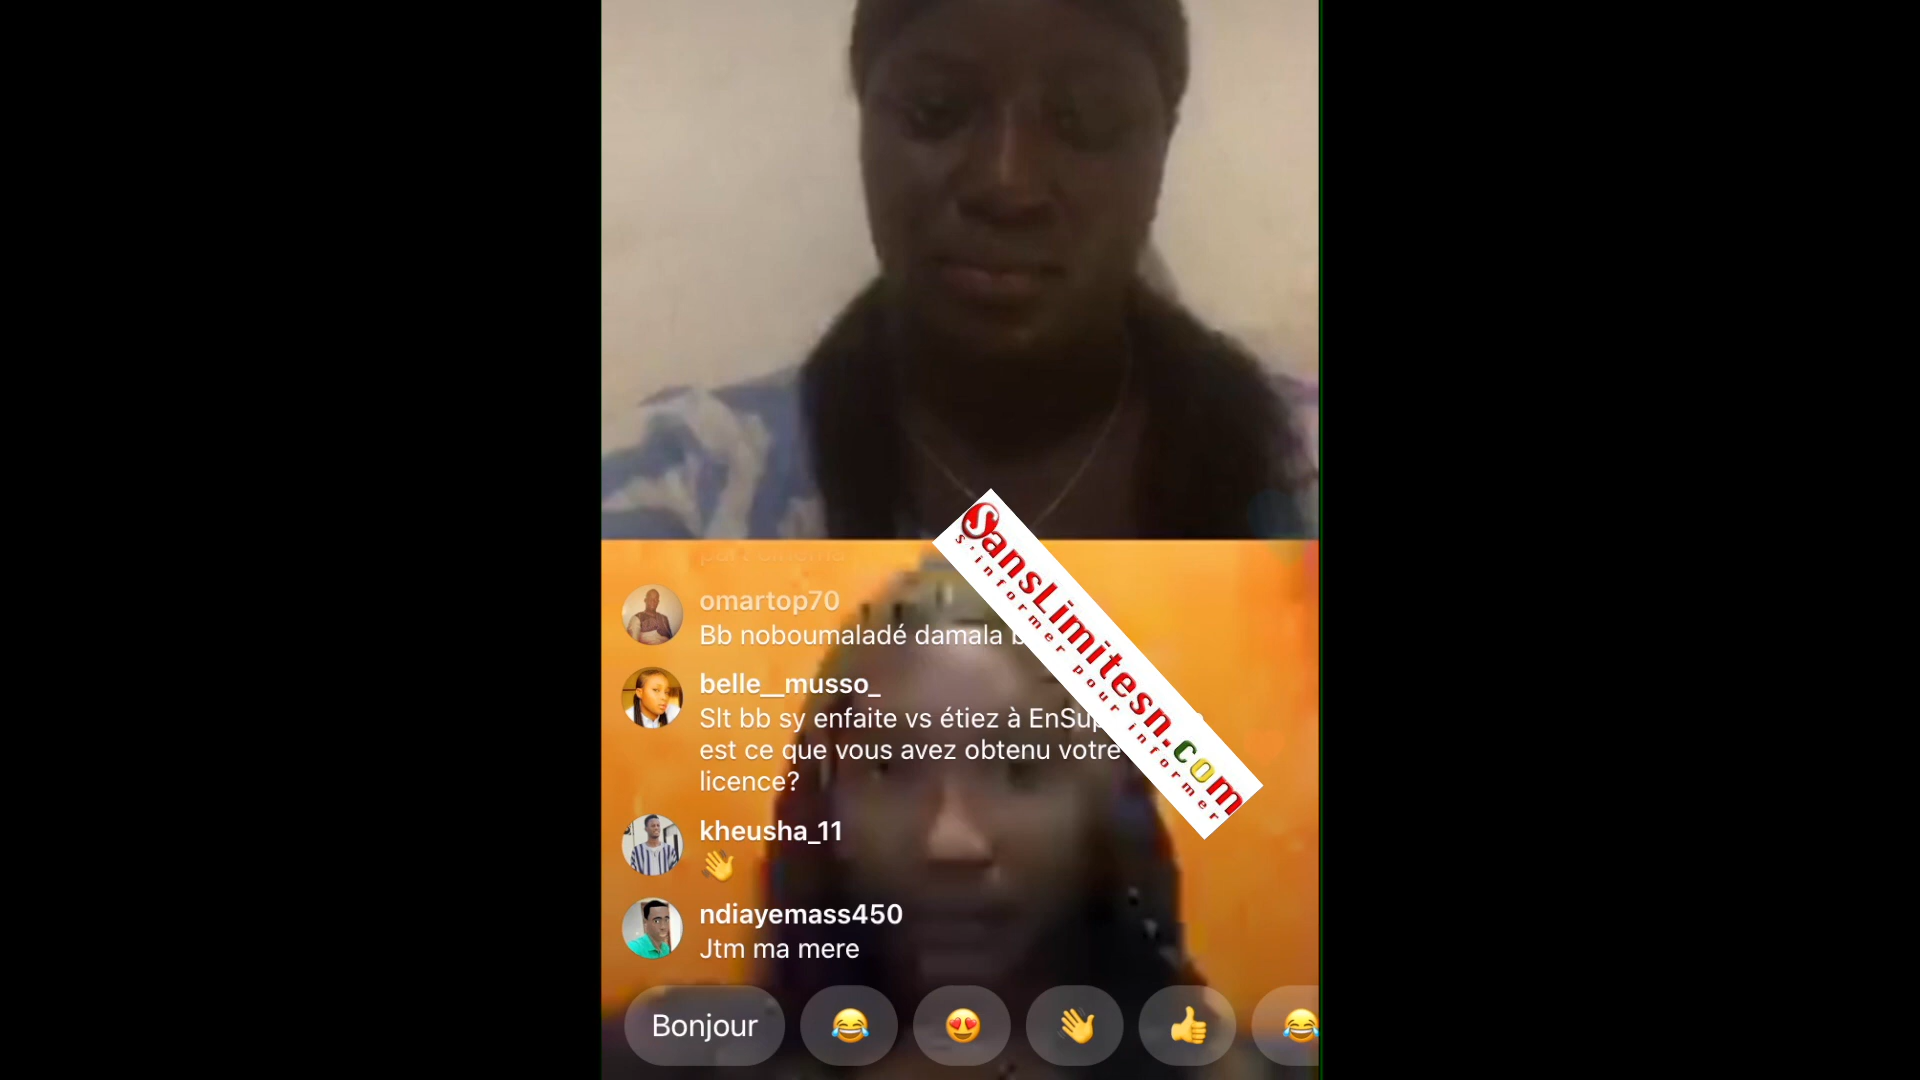 omartop70
Bb noboumaladé damala
belle__musso_
Slt bb sy enfaite vs étiez à
est ce que vous avez obtenu votre
licence?
kheusha_11
👋
ndiayemass450
Jtm ma mere
Bonjour 😂 😍 👋 👍 😂
SansLimitesn.com
S'informer pour informer